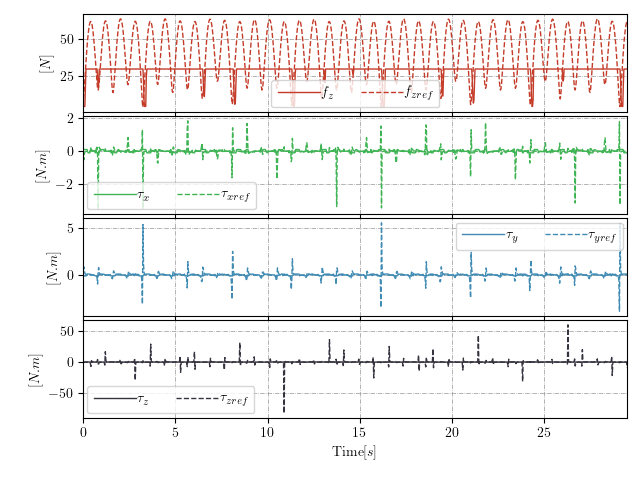 50
25
[N]
f_z f_zref
2
0
−2
[N.m]
τ_x τ_xref
5
0
[N.m]
τ_y τ_yref
50
0
−50
[N.m]
τ_z τ_zref
0 5 10 15 20 25
Time[s]